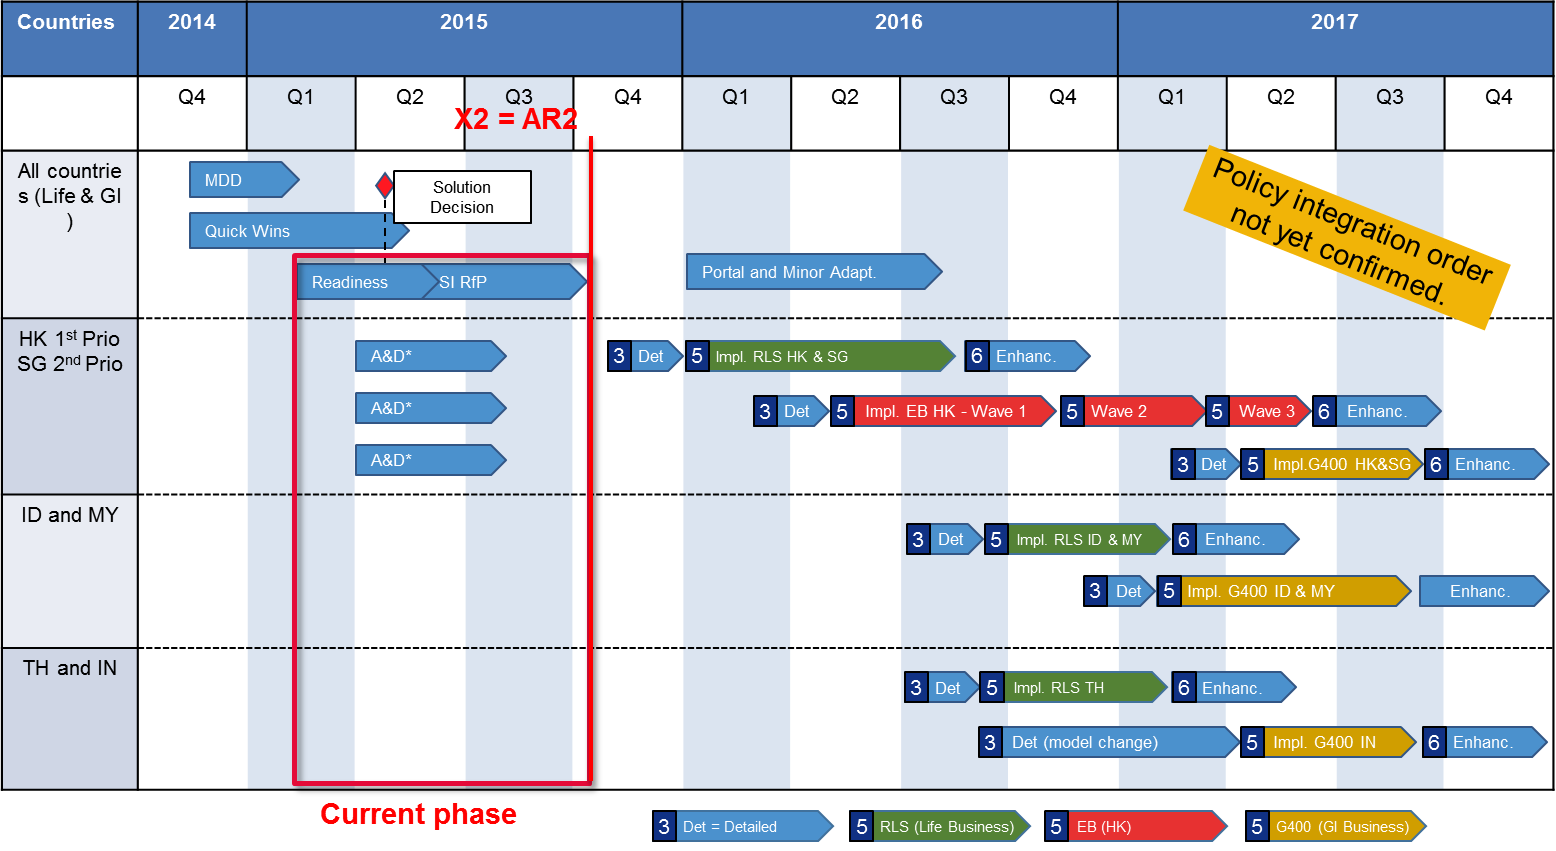 Countries 2014 2015 2016 2017
Q4 Q1 Q2 Q3 Q4 Q1 Q2 Q3 Q4 Q1 Q2 Q3 Q4
X2 = AR2
All countrie
s (Life & GI
)
MDD
Solution
Decision
Quick Wins
Readiness SI RfP Portal and Minor Adapt.
Policy integration order
not yet confirmed.
HK 1st Prio
SG 2nd Prio
A&D* 3 Det 5 Impl. RLS HK & SG 6 Enhanc.
A&D* 3 Det 5 Impl. EB HK - Wave 1 5 Wave 2 5 Wave 3 6 Enhanc.
A&D* 3 Det 5 Impl.G400 HK&SG 6 Enhanc.
ID and MY
3 Det 5 Impl. RLS ID & MY 6 Enhanc.
3 Det 5 Impl. G400 ID & MY Enhanc.
TH and IN
3 Det 5 Impl. RLS TH 6 Enhanc.
3 Det (model change) 5 Impl. G400 IN 6 Enhanc.
Current phase
3 Det = Detailed 5 RLS (Life Business) 5 EB (HK) 5 G400 (GI Business)